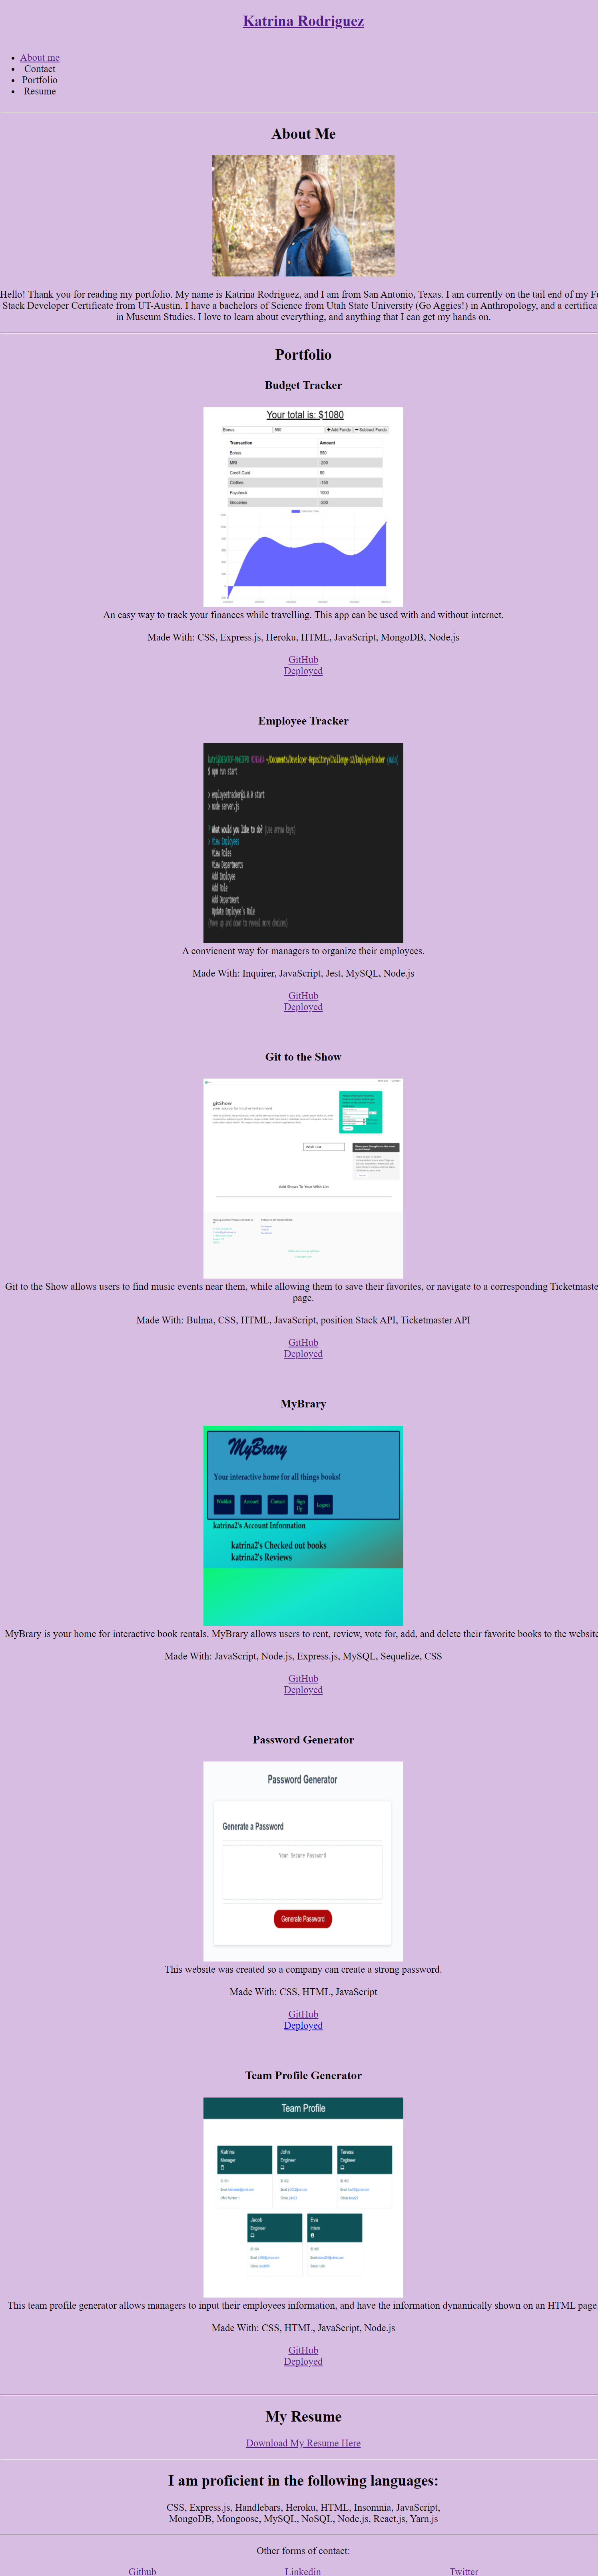 Katrina Rodriguez
About me
Contact
Portfolio
Resume
About Me
Hello! Thank you for reading my portfolio. My name is Katrina Rodriguez, and I am from San Antonio, Texas. I am currently on the tail end of my Fu
Stack Developer Certificate from UT-Austin. I have a bachelors of Science from Utah State University (Go Aggies!) in Anthropology, and a certifica
in Museum Studies. I love to learn about everything, and anything that I can get my hands on.
Portfolio
Budget Tracker
Your total is: $1080
Bonus 550 Add Funds Subtract Funds
Transaction Amount
Bonus 550
MRI -200
Credit Card 80
Clothes -150
Paycheck 1000
Groceries -200
An easy way to track your finances while travelling. This app can be used with and without internet.
Made With: CSS, Express.js, Heroku, HTML, JavaScript, MongoDB, Node.js
GitHub
Deployed
Employee Tracker
$ npm run start
> node server.js
? What would you like to do? (Use arrow keys)
> View Employees
View Roles
View Departments
Add Employee
Add Role
Add Department
Update Employee's Role
(Move up and down to reveal more choices)
A convienent way for managers to organize their employees.
Made With: Inquirer, JavaScript, Jest, MySQL, Node.js
GitHub
Deployed
Git to the Show
gitShow
your source for local entertainment
Wish List
Add Shows To Your Wish List
Git to the Show allows users to find music events near them, while allowing them to save their favorites, or navigate to a corresponding Ticketmaste
page.
Made With: Bulma, CSS, HTML, JavaScript, position Stack API, Ticketmaster API
GitHub
Deployed
MyBrary
MyBrary
Your interactive home for all things books!
Wishlist Account Contact Sign Up Logout
katrina2's Account Information
katrina2's Checked out books
katrina2's Reviews
MyBrary is your home for interactive book rentals. MyBrary allows users to rent, review, vote for, add, and delete their favorite books to the website
Made With: JavaScript, Node.js, Express.js, MySQL, Sequelize, CSS
GitHub
Deployed
Password Generator
Password Generator
Generate a Password
Your Secure Password
Generate Password
This website was created so a company can create a strong password.
Made With: CSS, HTML, JavaScript
GitHub
Deployed
Team Profile Generator
Team Profile
Katrina John Teresa
Manager Engineer Engineer
Jacob Eva
Engineer Intern
This team profile generator allows managers to input their employees information, and have the information dynamically shown on an HTML page.
Made With: CSS, HTML, JavaScript, Node.js
GitHub
Deployed
My Resume
Download My Resume Here
I am proficient in the following languages:
CSS, Express.js, Handlebars, Heroku, HTML, Insomnia, JavaScript,
MongoDB, Mongoose, MySQL, NoSQL, Node.js, React.js, Yarn.js
Other forms of contact:
Github Linkedin Twitter